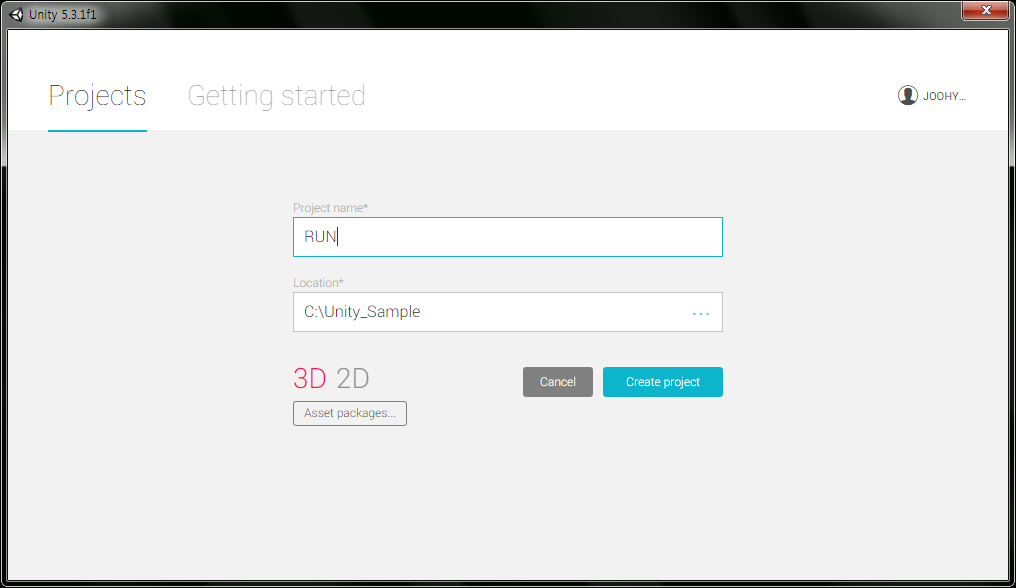 Unity 5.3.1f1
Projects Getting started JOOHY...
Project name*
RUN
Location*
C:\Unity_Sample ...
3D 2D Cancel Create project
Asset packages...